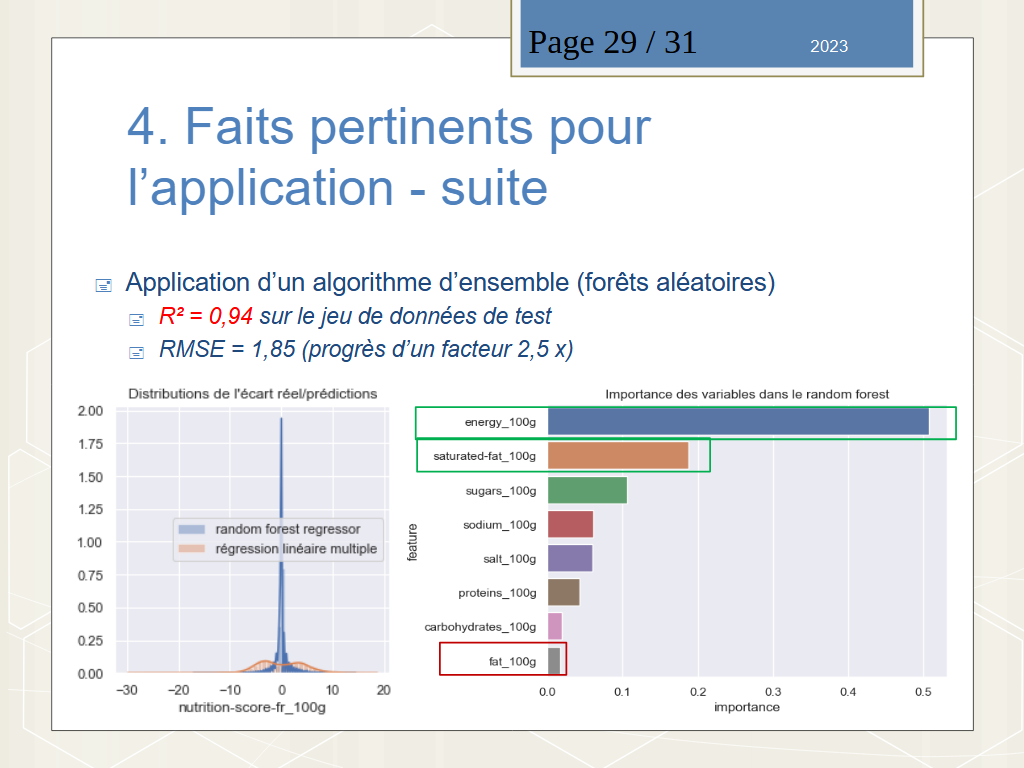 Page 29 / 31
2023
4. Faits pertinents pour
l’application - suite
Application d’un algorithme d’ensemble (forêts aléatoires)
R² = 0,94 sur le jeu de données de test
RMSE = 1,85 (progrès d’un facteur 2,5 x)
Distributions de l'écart réel/prédictions
2.00
1.75
1.50
1.25
1.00
0.75
0.50
0.25
0.00
random forest regressor
régression linéaire multiple
−30 −20 −10 0 10 20
nutrition-score-fr_100g
Importance des variables dans le random forest
feature
energy_100g
saturated-fat_100g
sugars_100g
sodium_100g
salt_100g
proteins_100g
carbohydrates_100g
fat_100g
0.0 0.1 0.2 0.3 0.4 0.5
importance